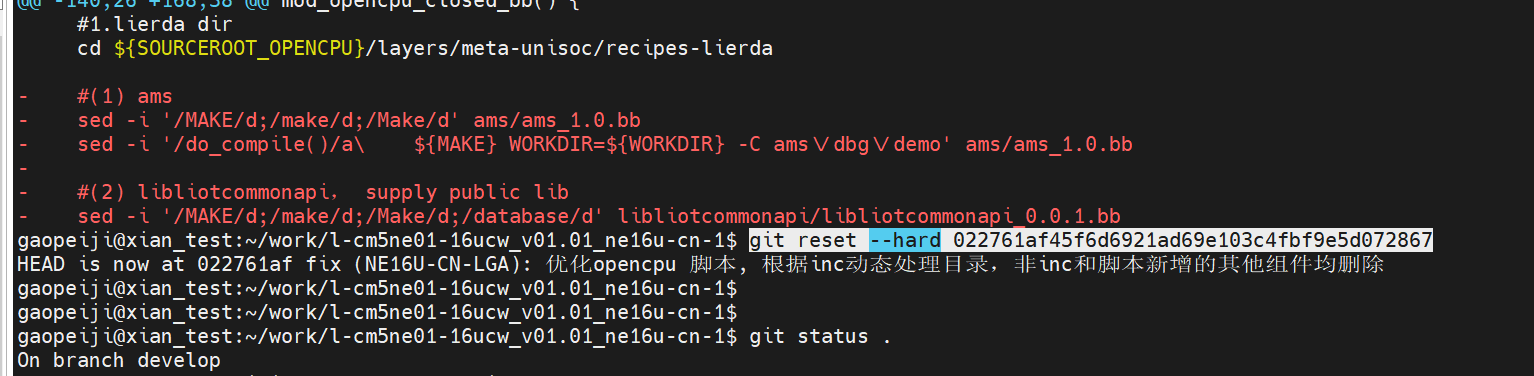 @@ -140,26 +168,38 @@ mod_opencpu_closed_bb() {
    #1.lierda dir
    cd ${SOURCEROOT_OPENCPU}/layers/meta-unisoc/recipes-lierda
-    #(1) ams
-    sed -i '/MAKE/d;/make/d;/Make/d' ams/ams_1.0.bb
-    sed -i '/do_compile()/a\    ${MAKE} WORKDIR=${WORKDIR} -C ams\/dbg\/demo' ams/ams_1.0.bb
-
-    #(2) libliotcommonapi， supply public lib
-    sed -i '/MAKE/d;/make/d;/Make/d;/database/d' libliotcommonapi/libliotcommonapi_0.0.1.bb
gaopeiji@xian_test:~/work/l-cm5ne01-16ucw_v01.01_ne16u-cn-1$ git reset --hard 022761af45f6d6921ad69e103c4fbf9e5d072867
HEAD is now at 022761af fix (NE16U-CN-LGA): 优化opencpu 脚本, 根据inc动态处理目录，非inc和脚本新增的其他组件均删除
gaopeiji@xian_test:~/work/l-cm5ne01-16ucw_v01.01_ne16u-cn-1$
gaopeiji@xian_test:~/work/l-cm5ne01-16ucw_v01.01_ne16u-cn-1$
gaopeiji@xian_test:~/work/l-cm5ne01-16ucw_v01.01_ne16u-cn-1$ git status .
On branch develop